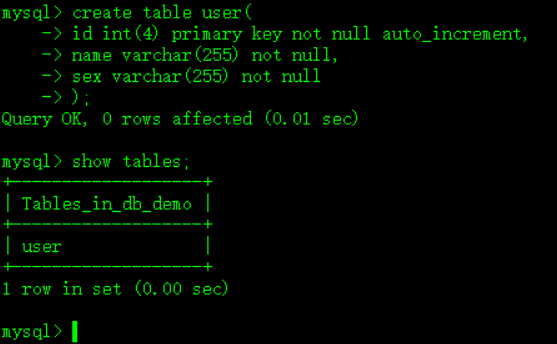 mysql> create table user(
    -> id int(4) primary key not null auto_increment,
    -> name varchar(255) not null,
    -> sex varchar(255) not null
    -> );
Query OK, 0 rows affected (0.01 sec)

mysql> show tables;
+-------------------+
| Tables_in_db_demo |
+-------------------+
| user              |
+-------------------+
1 row in set (0.00 sec)

mysql>